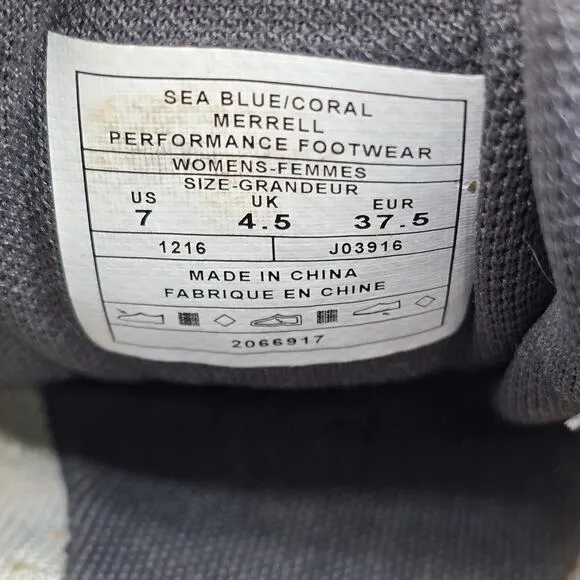 SEA BLUE/CORAL
MERRELL
PERFORMANCE FOOTWEAR
WOMENS-FEMMES
SIZE-GRANDEUR
US UK EUR
7 4.5 37.5
1216 J03916
MADE IN CHINA
FABRIQUE EN CHINE
2066917